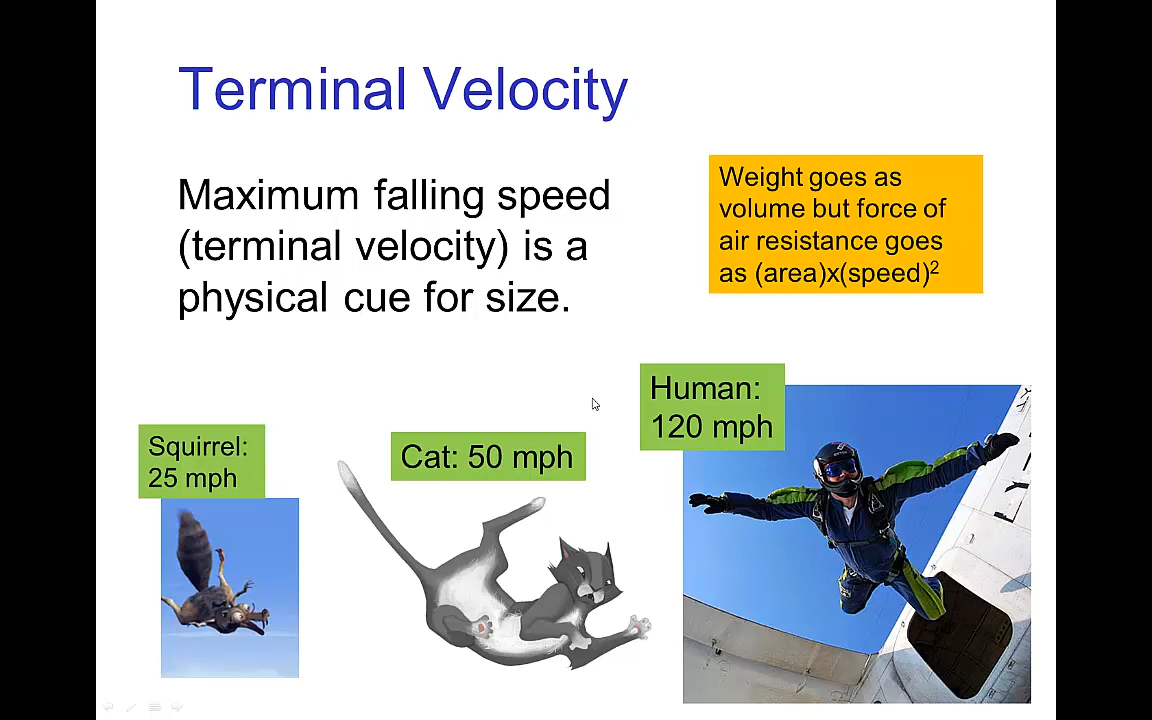 Terminal Velocity
Maximum falling speed
(terminal velocity) is a
physical cue for size.
Weight goes as
volume but force of
air resistance goes
as (area)x(speed)²
Human:
120 mph
Squirrel:
25 mph
Cat: 50 mph